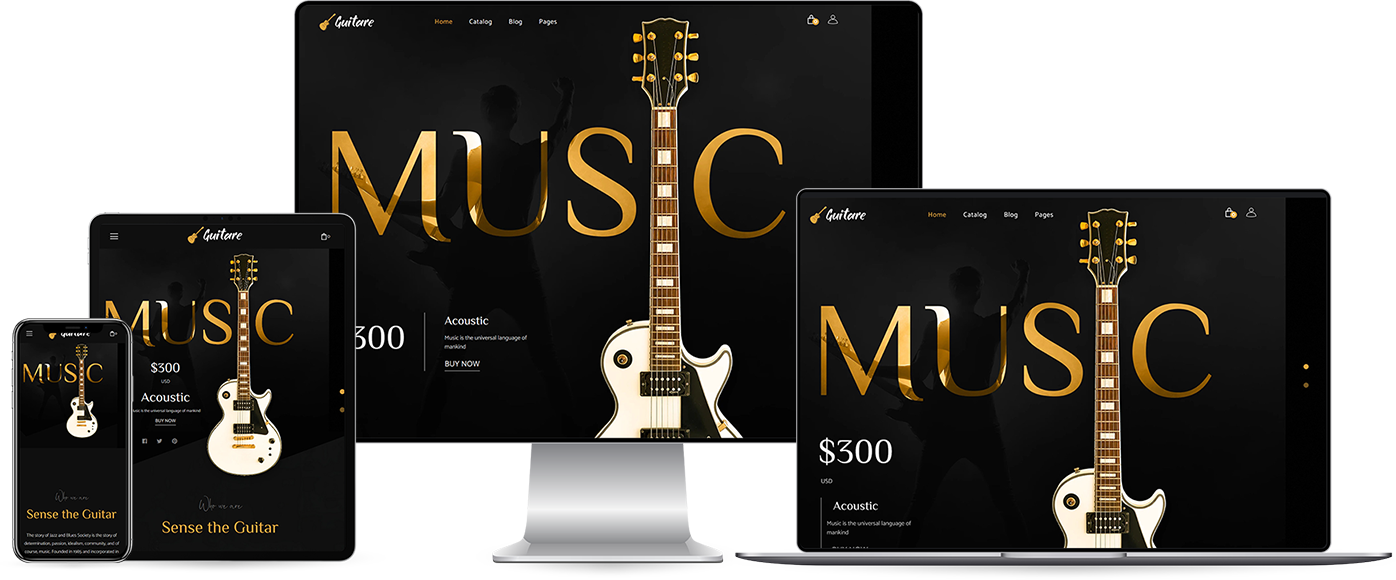 Guitare
Home Catalog Blog Pages
MUSIC
300
Acoustic
Music is the universal language of
mankind
BUY NOW
Guitare
Home Catalog Blog Pages
MUSIC
$300
USD
Acoustic
Music is the universal language of
mankind
BUY NOW
Guitare
MUSIC
$300
USD
Acoustic
Music is the universal language of mankind
BUY NOW
Who we are
Sense the Guitar
Guitare
MUSIC
Who we are
Sense the Guitar
The story of Jazz and Blues Society is the story of
determination, passion, idealism, community, and of
course, music. Founded in 1985 and incorporated in